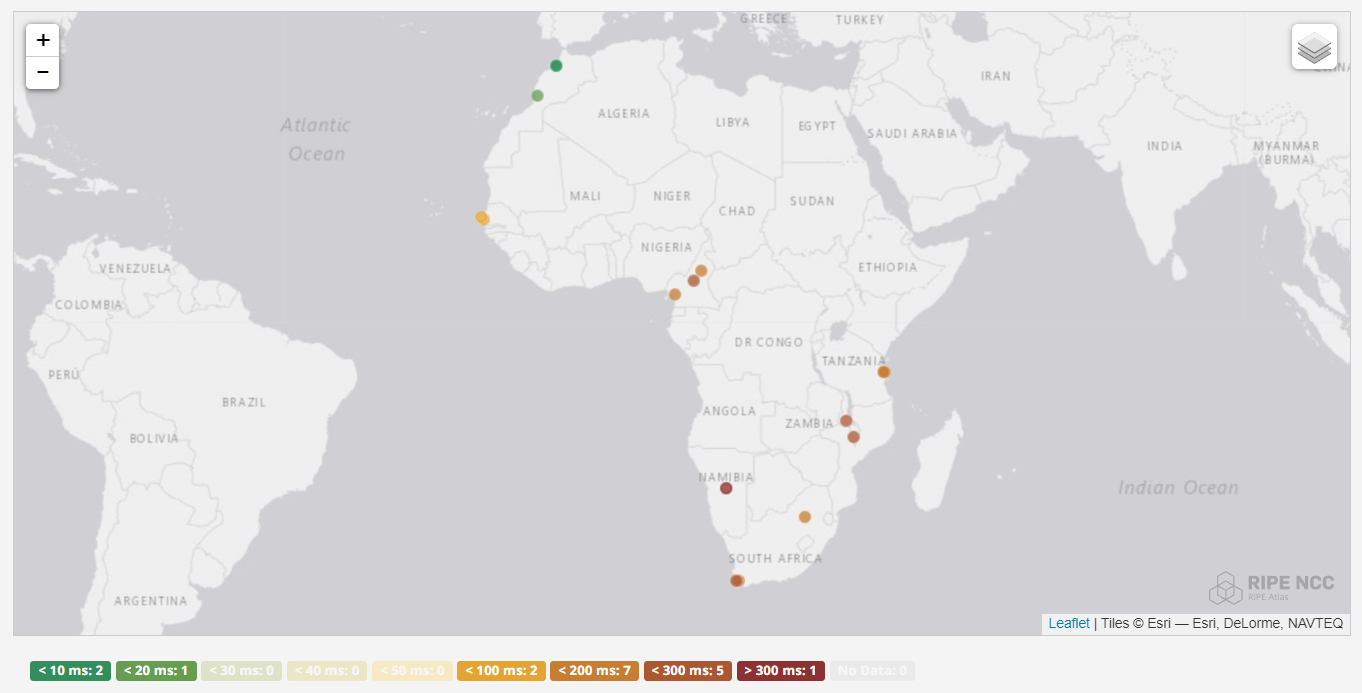 +
−
GREECE
TURKEY
IRAN
Atlantic
Ocean
ALGERIA
LIBYA
EGYPT
SAUDI ARABIA
INDIA
MYANMAR
(BURMA)
MALI
NIGER
CHAD
SUDAN
NIGERIA
ETHIOPIA
VENEZUELA
COLOMBIA
DR CONGO
TANZANIA
PERÚ
BRAZIL
ANGOLA
ZAMBIA
BOLIVIA
NAMIBIA
Indian Ocean
SOUTH AFRICA
ARGENTINA
RIPE NCC
RIPE Atlas
Leaflet | Tiles © Esri — Esri, DeLorme, NAVTEQ
< 10 ms: 2 < 20 ms: 1 < 30 ms: 0 < 40 ms: 0 < 50 ms: 0 < 100 ms: 2 < 200 ms: 7 < 300 ms: 5 > 300 ms: 1 No Data: 0